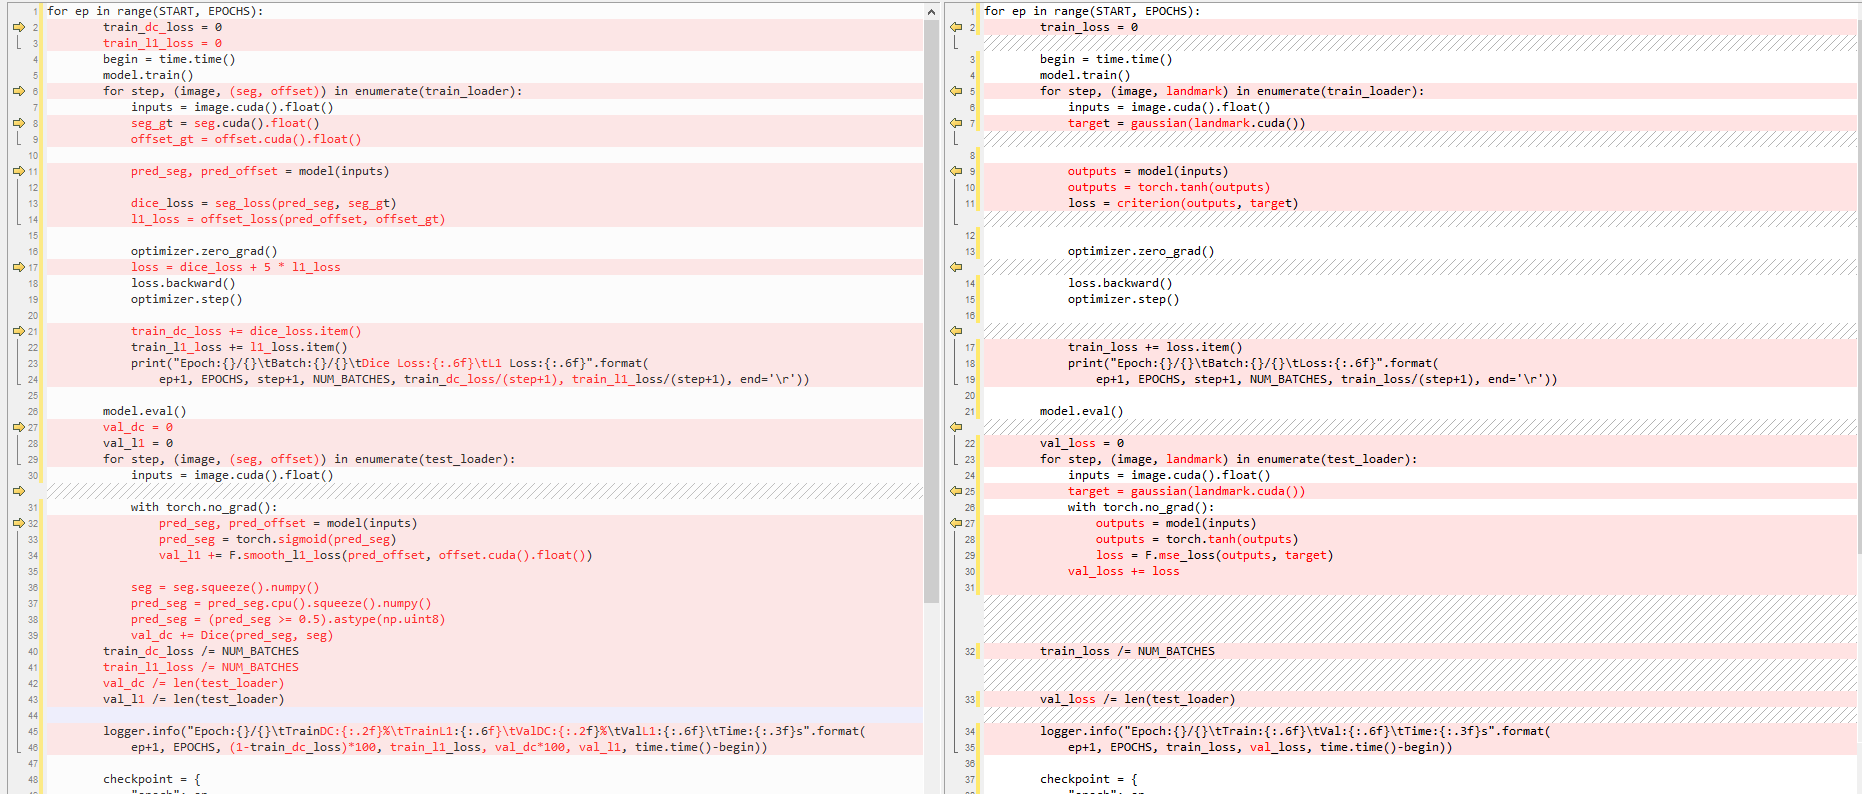 1 for ep in range(START, EPOCHS):
2 train_dc_loss = 0
3 train_l1_loss = 0
4 begin = time.time()
5 model.train()
6 for step, (image, (seg, offset)) in enumerate(train_loader):
7 inputs = image.cuda().float()
8 seg_gt = seg.cuda().float()
9 offset_gt = offset.cuda().float()
10
11 pred_seg, pred_offset = model(inputs)
12
13 dice_loss = seg_loss(pred_seg, seg_gt)
14 l1_loss = offset_loss(pred_offset, offset_gt)
15
16 optimizer.zero_grad()
17 loss = dice_loss + 5 * l1_loss
18 loss.backward()
19 optimizer.step()
20
21 train_dc_loss += dice_loss.item()
22 train_l1_loss += l1_loss.item()
23 print("Epoch:{}/{}\tBatch:{}/{}\tDice Loss:{:.6f}\tL1 Loss:{:.6f}".format(
24 ep+1, EPOCHS, step+1, NUM_BATCHES, train_dc_loss/(step+1), train_l1_loss/(step+1), end='\r'))
25
26 model.eval()
27 val_dc = 0
28 val_l1 = 0
29 for step, (image, (seg, offset)) in enumerate(test_loader):
30 inputs = image.cuda().float()
31 with torch.no_grad():
32 pred_seg, pred_offset = model(inputs)
33 pred_seg = torch.sigmoid(pred_seg)
34 val_l1 += F.smooth_l1_loss(pred_offset, offset.cuda().float())
35
36 seg = seg.squeeze().numpy()
37 pred_seg = pred_seg.cpu().squeeze().numpy()
38 pred_seg = (pred_seg >= 0.5).astype(np.uint8)
39 val_dc += Dice(pred_seg, seg)
40 train_dc_loss /= NUM_BATCHES
41 train_l1_loss /= NUM_BATCHES
42 val_dc /= len(test_loader)
43 val_l1 /= len(test_loader)
44
45 logger.info("Epoch:{}/{}\tTrainDC:{:.2f}%\tTrainL1:{:.6f}\tValDC:{:.2f}%\tValL1:{:.6f}\tTime:{:.3f}s".format(
46 ep+1, EPOCHS, (1-train_dc_loss)*100, train_l1_loss, val_dc*100, val_l1, time.time()-begin))
47
48 checkpoint = {
1 for ep in range(START, EPOCHS):
2 train_loss = 0
3 begin = time.time()
4 model.train()
5 for step, (image, landmark) in enumerate(train_loader):
6 inputs = image.cuda().float()
7 target = gaussian(landmark.cuda())
8
9 outputs = model(inputs)
10 outputs = torch.tanh(outputs)
11 loss = criterion(outputs, target)
12
13 optimizer.zero_grad()
14 loss.backward()
15 optimizer.step()
16
17 train_loss += loss.item()
18 print("Epoch:{}/{}\tBatch:{}/{}\tLoss:{:.6f}".format(
19 ep+1, EPOCHS, step+1, NUM_BATCHES, train_loss/(step+1), end='\r'))
20
21 model.eval()
22 val_loss = 0
23 for step, (image, landmark) in enumerate(test_loader):
24 inputs = image.cuda().float()
25 target = gaussian(landmark.cuda())
26 with torch.no_grad():
27 outputs = model(inputs)
28 outputs = torch.tanh(outputs)
29 loss = F.mse_loss(outputs, target)
30 val_loss += loss
31
32 train_loss /= NUM_BATCHES
33 val_loss /= len(test_loader)
34 logger.info("Epoch:{}/{}\tTrain:{:.6f}\tVal:{:.6f}\tTime:{:.3f}s".format(
35 ep+1, EPOCHS, train_loss, val_loss, time.time()-begin))
36
37 checkpoint = {